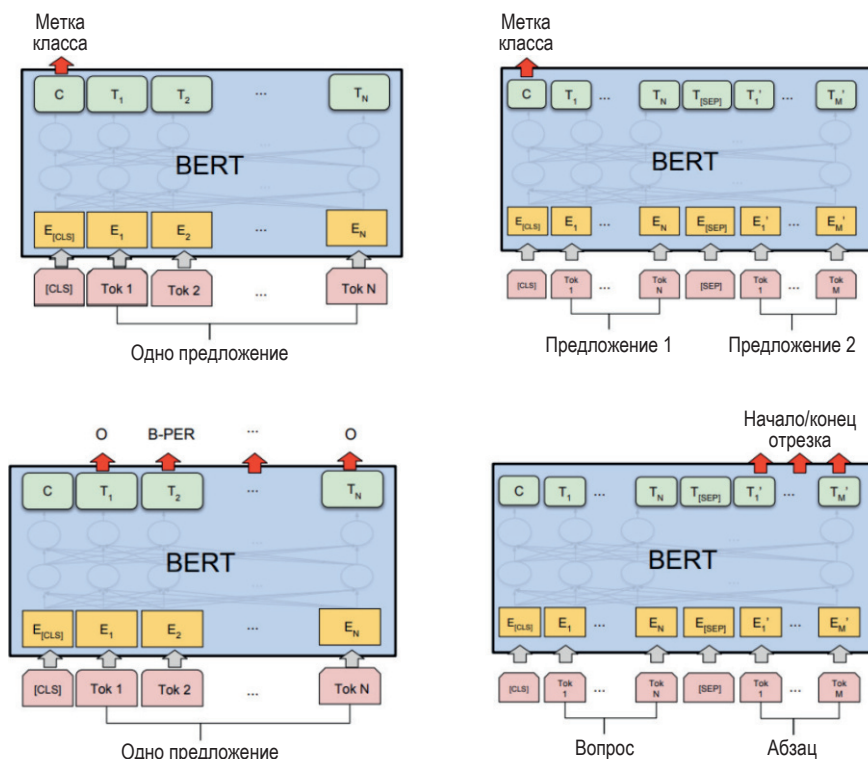 Метка
класса
C T1 T2 ... TN
...
...
BERT
E[CLS] E1 E2 ... EN
[CLS] Tok 1 Tok 2 ... Tok N
Одно предложение
Метка
класса
C T1 ... TN T[SEP] T1' ... TM'
...
...
BERT
E[CLS] E1 ... EN E[SEP] E1' ... EM'
[CLS] Tok 1 ... Tok N [SEP] Tok 1 ... Tok M
Предложение 1 Предложение 2
O B-PER ... O
C T1 T2 ... TN
...
...
BERT
E[CLS] E1 E2 ... EN
[CLS] Tok 1 Tok 2 ... Tok N
Одно предложение
Начало/конец
отрезка
C T1 ... TN T[SEP] T1' ... TM'
...
...
BERT
E[CLS] E1 ... EN E[SEP] E1' ... EM'
[CLS] Tok 1 ... Tok N [SEP] Tok 1 ... Tok M
Вопрос Абзац